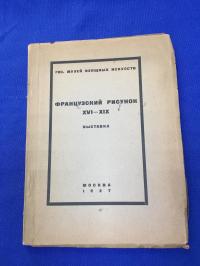 ГОС. МУЗЕЙ ИЗЯЩНЫХ ИСКУССТВ
ФРАНЦУЗСКИЙ РИСУНОК
XVI—XIX
ВЫСТАВКА
МОСКВА
1927